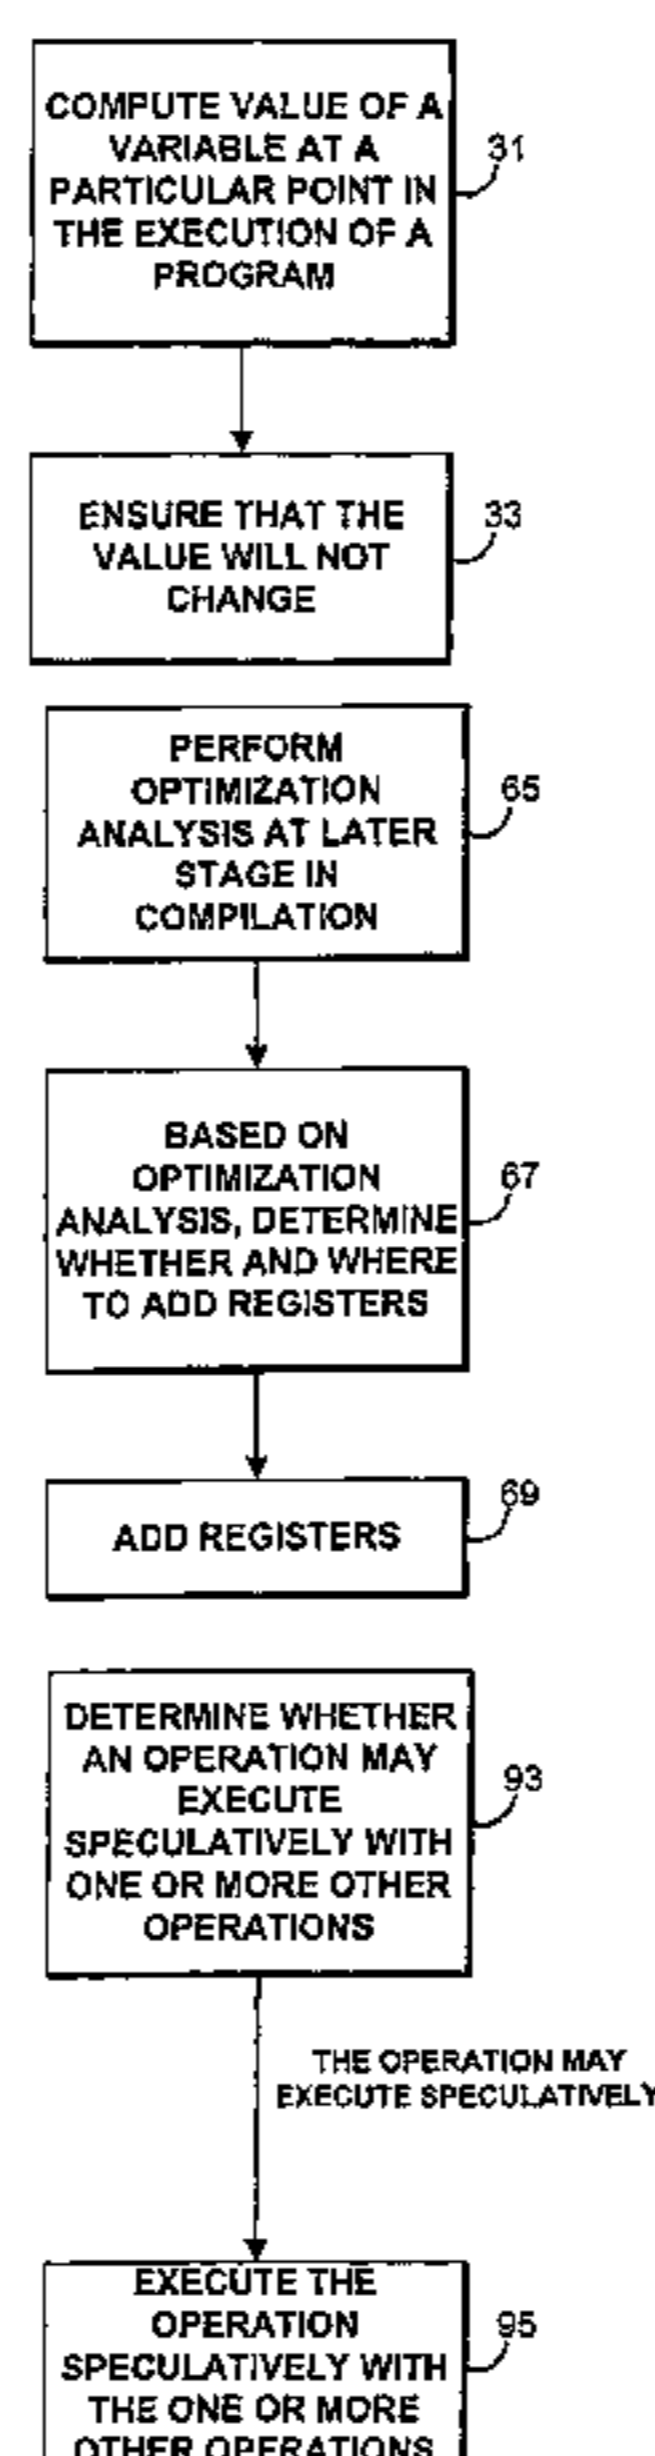 COMPUTE VALUE OF A
VARIABLE AT A
PARTICULAR POINT IN
THE EXECUTION OF A
PROGRAM
31
ENSURE THAT THE
VALUE WILL NOT
CHANGE
33
PERFORM
OPTIMIZATION
ANALYSIS AT LATER
STAGE IN
COMPILATION
65
BASED ON
OPTIMIZATION
ANALYSIS, DETERMINE
WHETHER AND WHERE
TO ADD REGISTERS
67
ADD REGISTERS
69
DETERMINE WHETHER
AN OPERATION MAY
EXECUTE
SPECULATIVELY WITH
ONE OR MORE OTHER
OPERATIONS
93
THE OPERATION MAY
EXECUTE SPECULATIVELY
EXECUTE THE
OPERATION
SPECULATIVELY WITH
THE ONE OR MORE
OTHER OPERATIONS
95